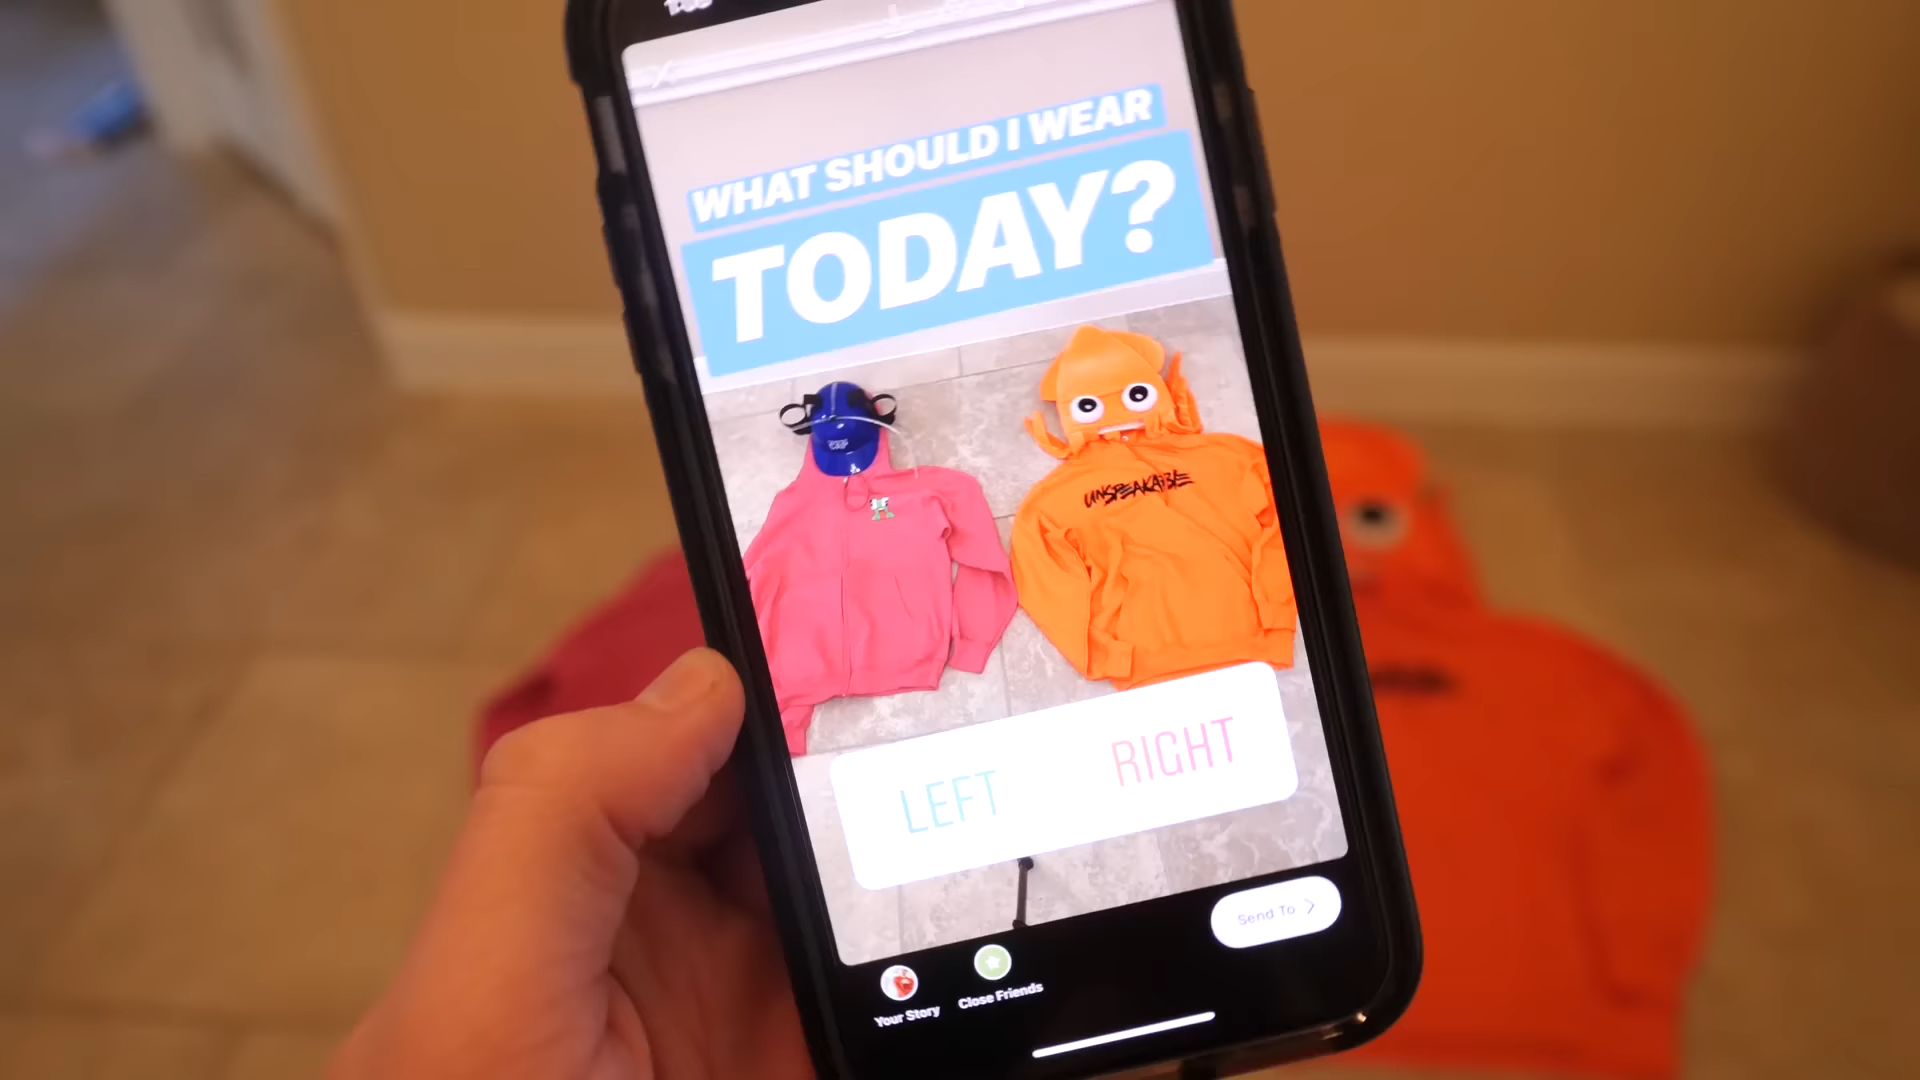 WHAT SHOULD I WEAR
TODAY?
UNSPEAKABLE
LEFT
RIGHT
Send To
Your Story
Close Friends